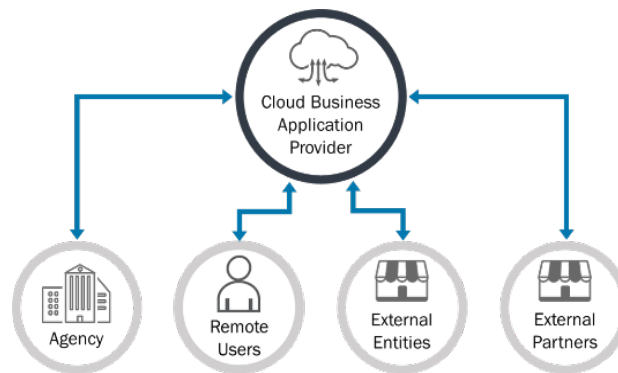 Cloud Business
Application
Provider
Agency
Remote
Users
External
Entities
External
Partners